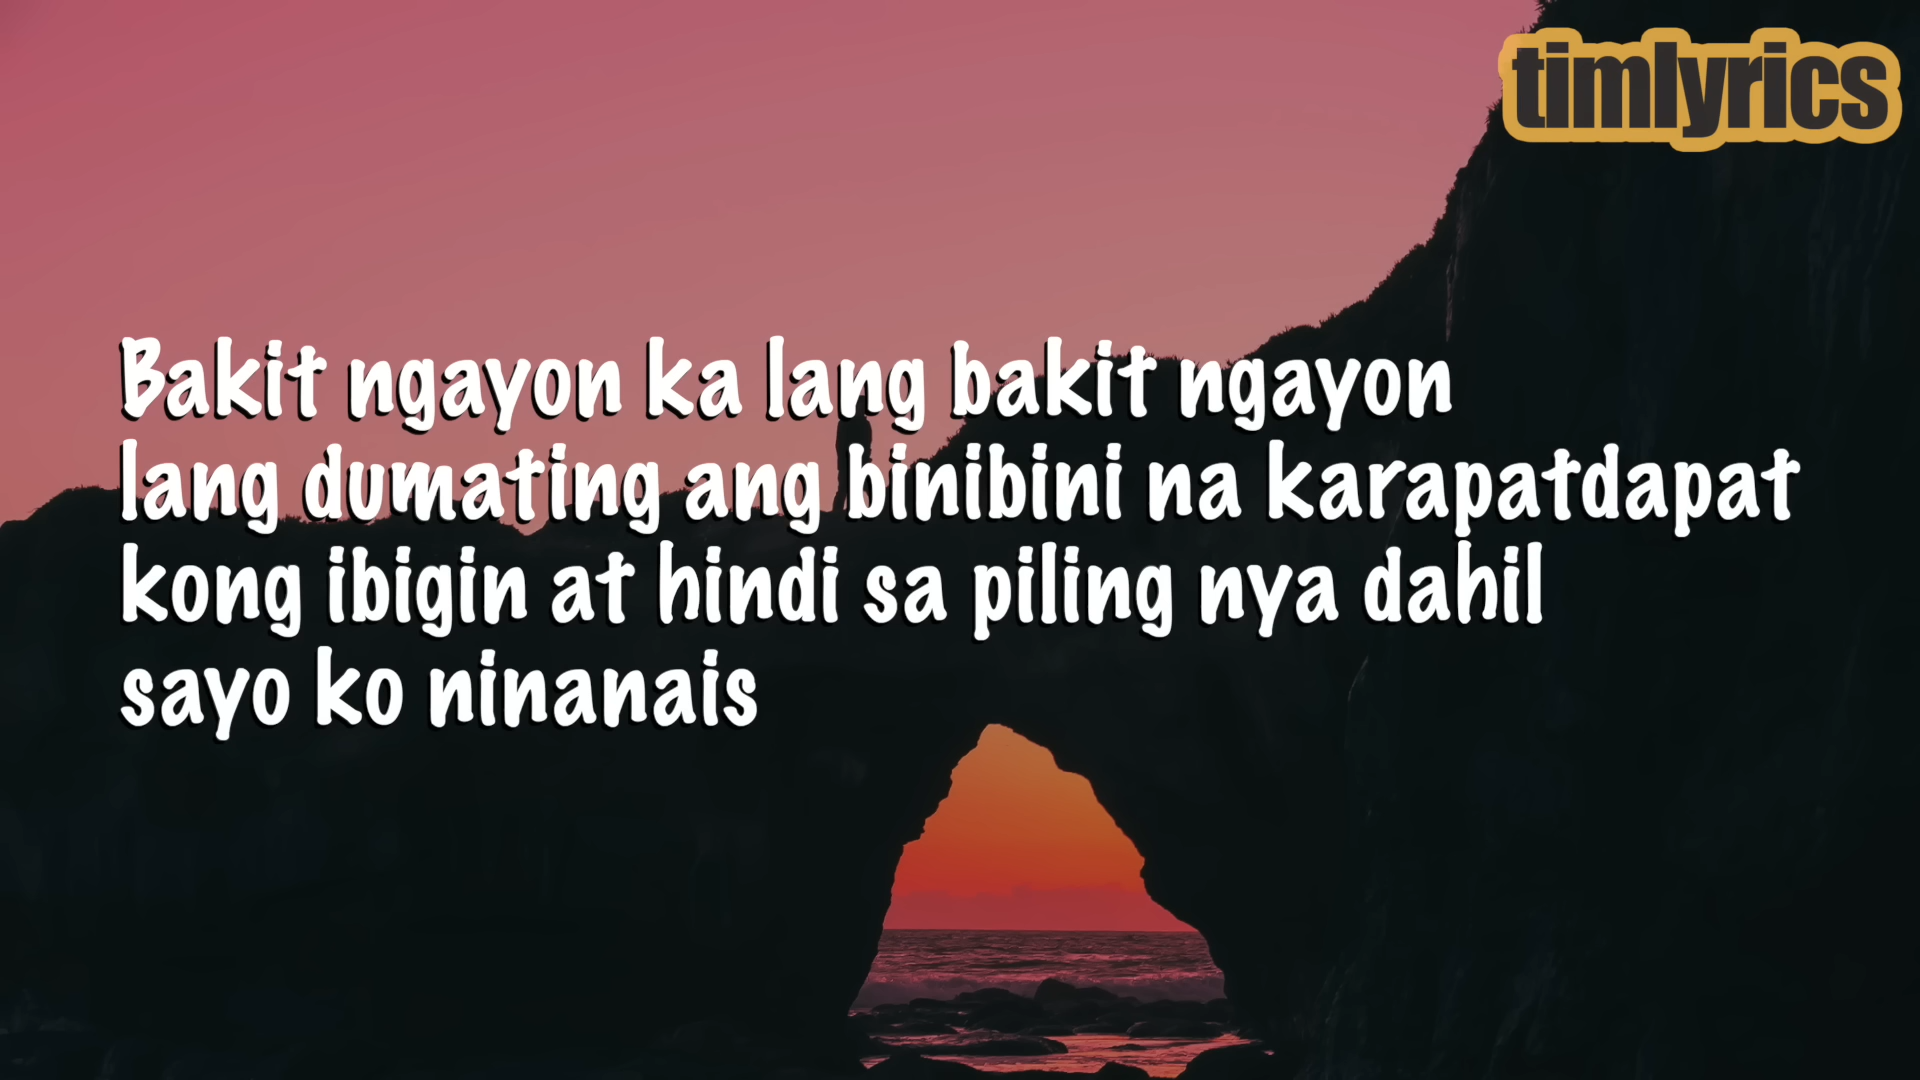 timlyrics
Bakit ngayon ka lang bakit ngayon
lang dumating ang binibini na karapatdapat
kong ibigin at hindi sa piling nya dahil
sayo ko ninanais